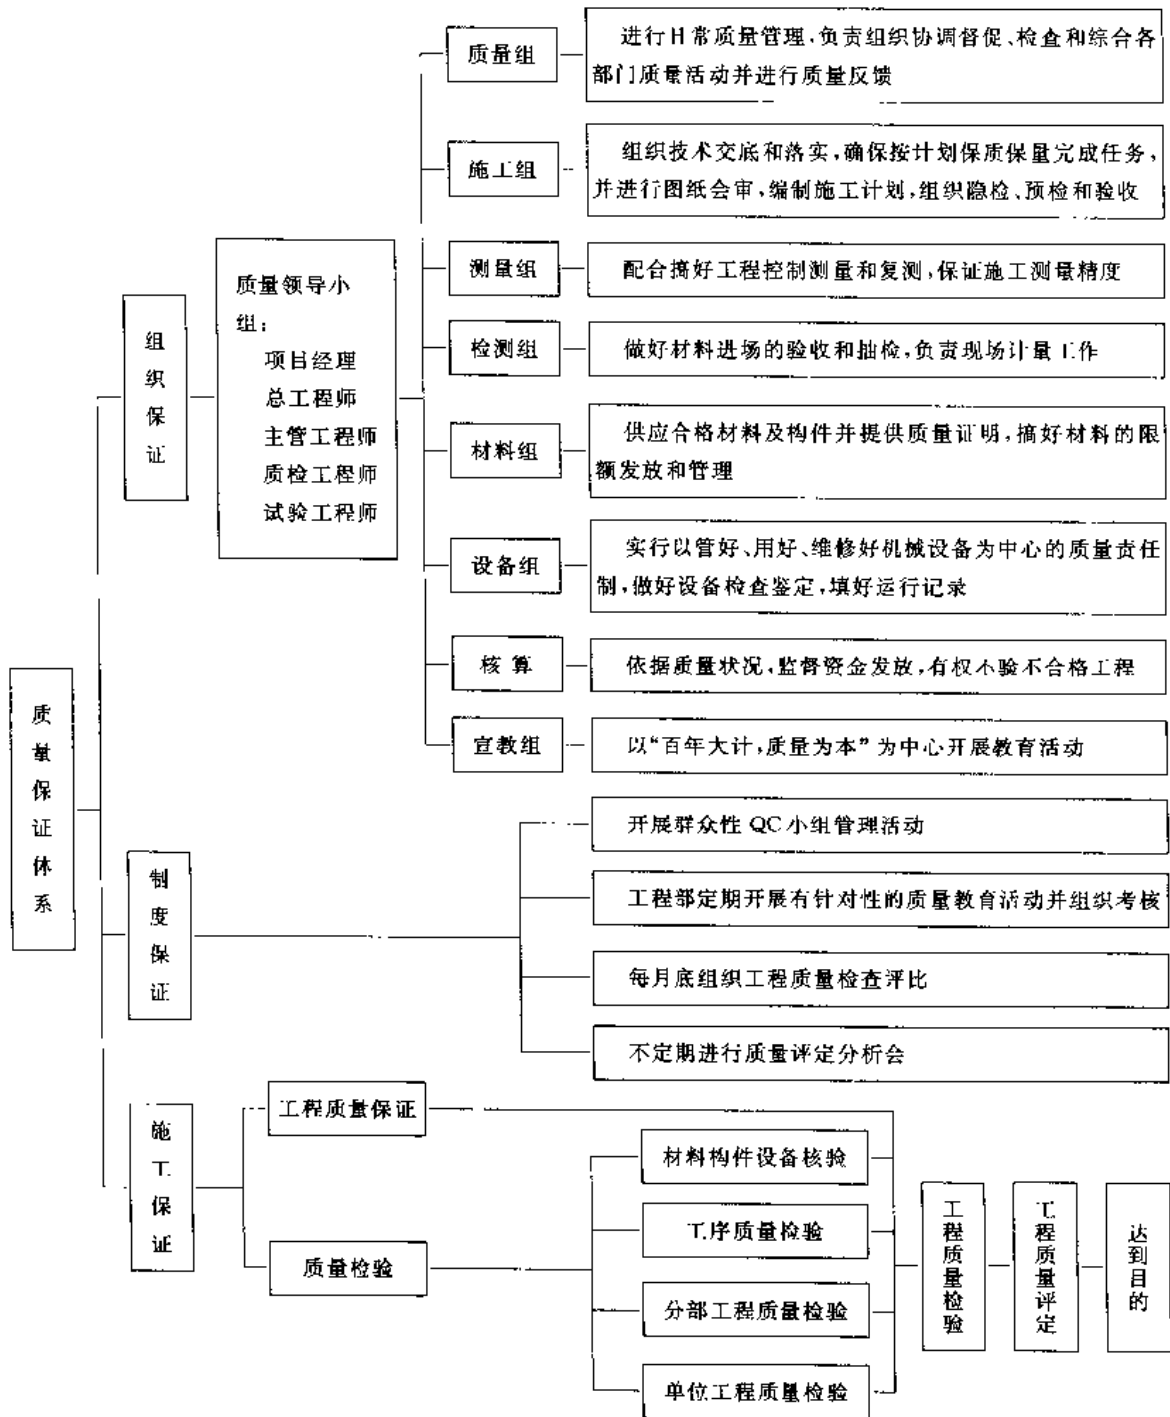 质量保证体系
组织保证
质量领导小
组:
项目经理
总工程师
主管工程师
质检工程师
试验工程师
质量组
进行日常质量管理,负责组织协调督促、检查和综合各
部门质量活动并进行质量反馈
施工组
组织技术交底和落实,确保按计划保质保量完成任务,
并进行图纸会审,编制施工计划,组织隐检、预检和验收
测量组
配合搞好工程控制测量和复测,保证施工测量精度
检测组
做好材料进场的验收和抽检,负责现场计量工作
材料组
供应合格材料及构件并提供质量证明,搞好材料的限
额发放和管理
设备组
实行以管好、用好、维修好机械设备为中心的质量责任
制,做好设备检查鉴定,填好运行记录
核算
依据质量状况,监督资金发放,有权不验不合格工程
宣教组
以“百年大计,质量为本”为中心开展教育活动
制度保证
开展群众性 QC 小组管理活动
工程部定期开展有针对性的质量教育活动并组织考核
每月底组织工程质量检查评比
不定期进行质量评定分析会
施工保证
工程质量保证
质量检验
材料构件设备核验
工序质量检验
分部工程质量检验
单位工程质量检验
工程质量检验
工程质量评定
达到目的